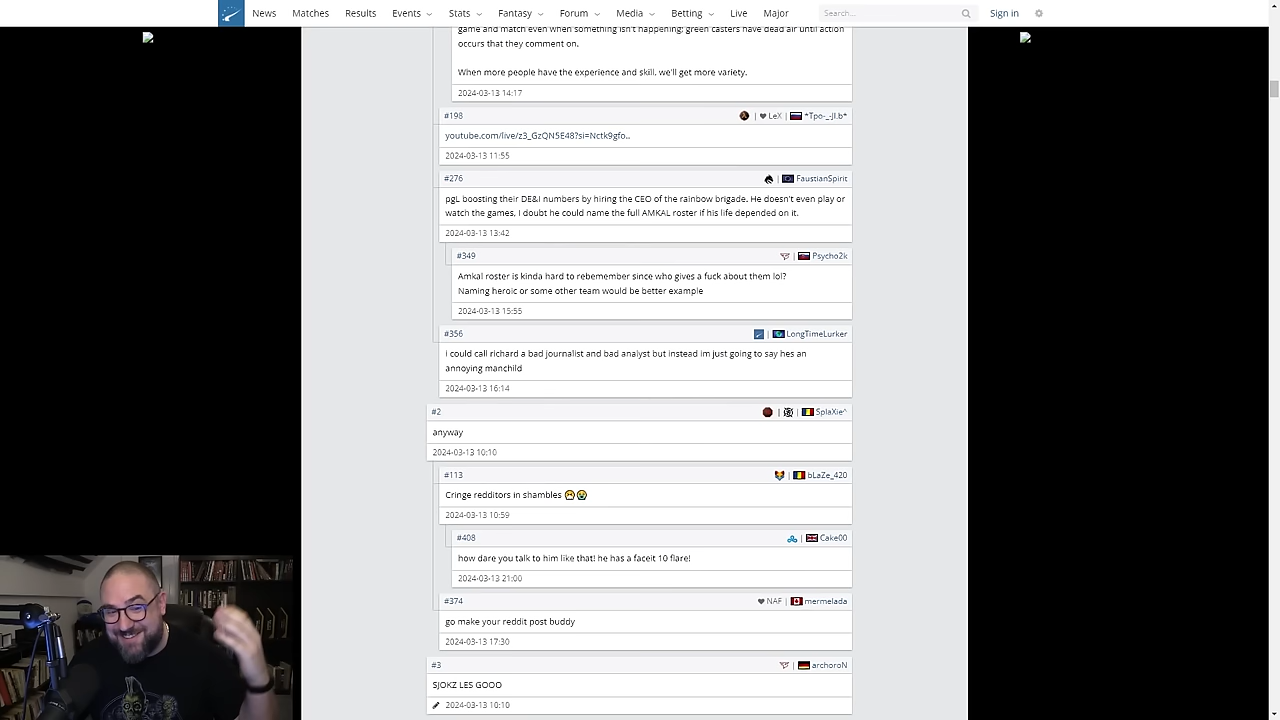 News
Matches
Results
Events
Stats
Fantasy
Forum
Media
Betting
Live
Major
Search...
Sign in
game and match even when something isn't happening; green casters have dead air until action
occurs that they comment on.
When more people have the experience and skill, we'll get more variety.
2024-03-13 14:17
#198
| LeX | *Tpo-_-JI.b*
youtube.com/live/z3_GzQN5E48?si=Nctk9gfo..
2024-03-13 11:55
#276
| FaustianSpirit
pgL boosting their DE&I numbers by hiring the CEO of the rainbow brigade. He doesn't even play or
watch the games, I doubt he could name the full AMKAL roster if his life depended on it.
2024-03-13 13:42
#349
| Psycho2k
Amkal roster is kinda hard to rebemember since who gives a fuck about them lol?
Naming heroic or some other team would be better example
2024-03-13 15:55
#356
| LongTimeLurker
i could call richard a bad journalist and bad analyst but instead im just going to say hes an
annoying manchild
2024-03-13 16:14
#2
| | SplaXie^
anyway
2024-03-13 10:10
#113
| bLaZe_420
Cringe redditors in shambles
2024-03-13 10:59
#408
| Cake00
how dare you talk to him like that! he has a faceit 10 flare!
2024-03-13 21:00
#374
NAF | mermelada
go make your reddit post buddy
2024-03-13 17:30
#3
| archoroN
SJOKZ LES GOOO
2024-03-13 10:10